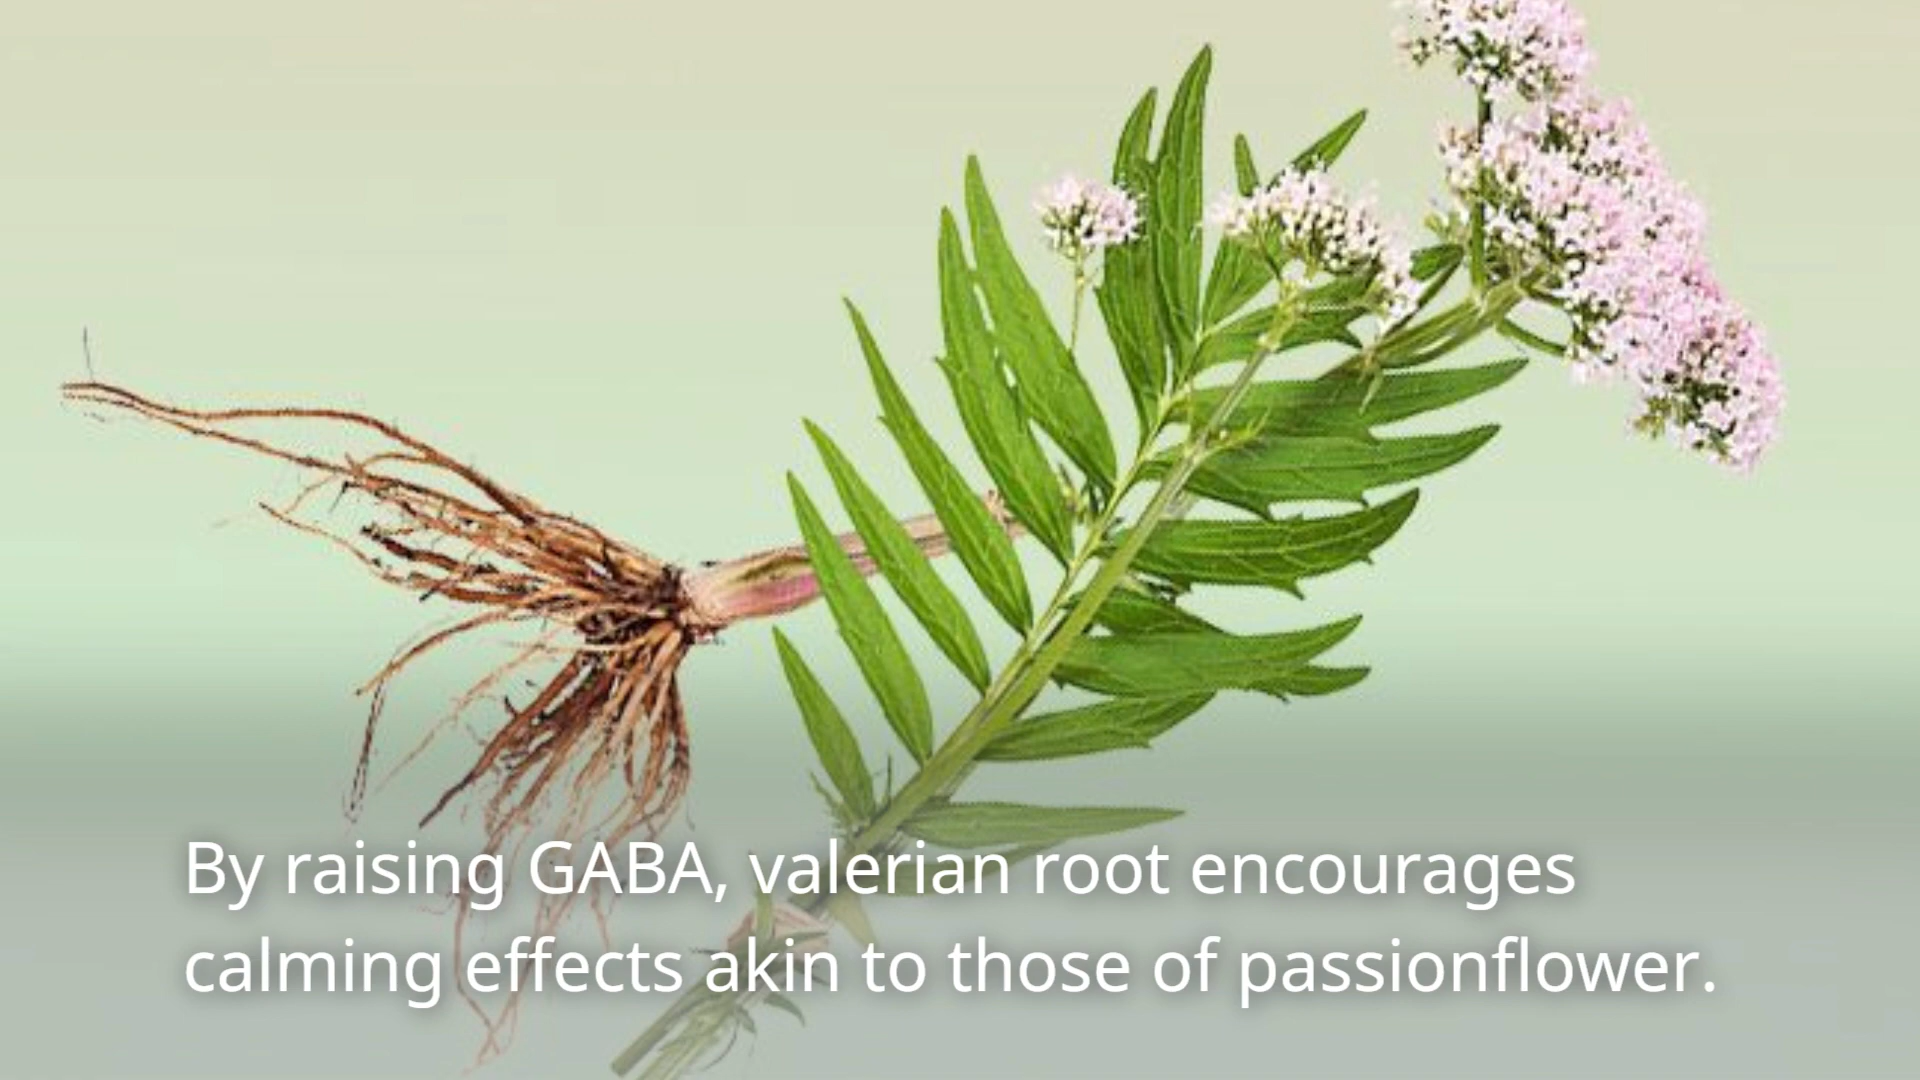 By raising GABA, valerian root encourages
calming effects akin to those of passionflower.